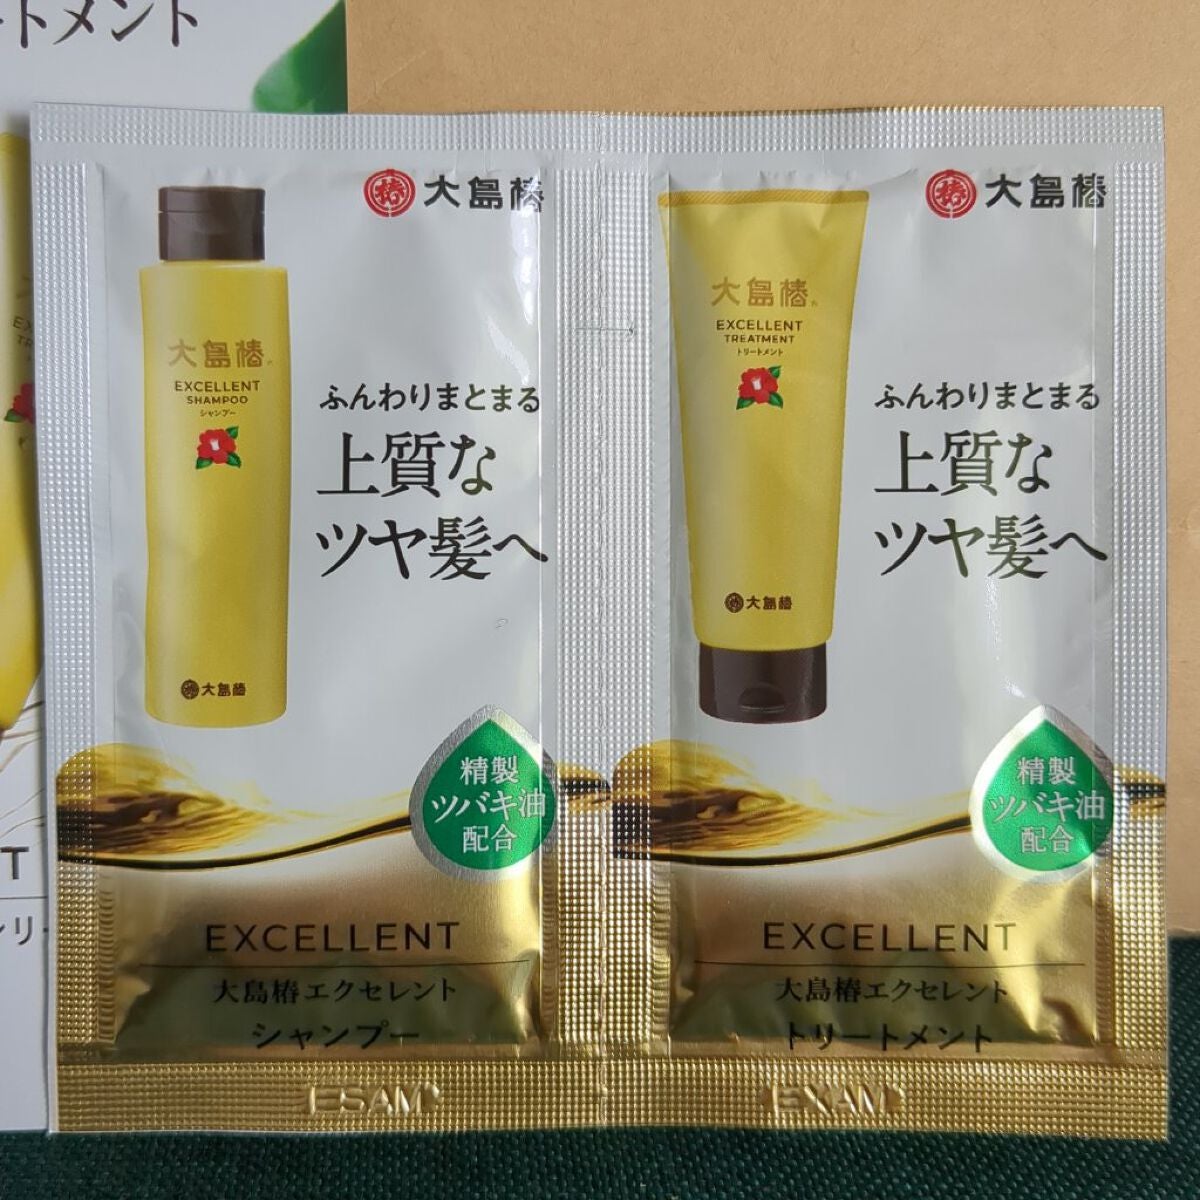 ートメント
大島椿
大島椿
EXCELLENT
SHAMPOO
シャンプー
ふんわりまとまる
上質な
ツヤ髪へ
大島椿
精製
ツバキ油
配合
EXCELLENT
大島椿エクセレント
シャンプー
大島椿
大島椿
EXCELLENT
TREATMENT
トリートメント
ふんわりまとまる
上質な
ツヤ髪へ
大島椿
精製
ツバキ油
配合
EXCELLENT
大島椿エクセレント
トリートメント